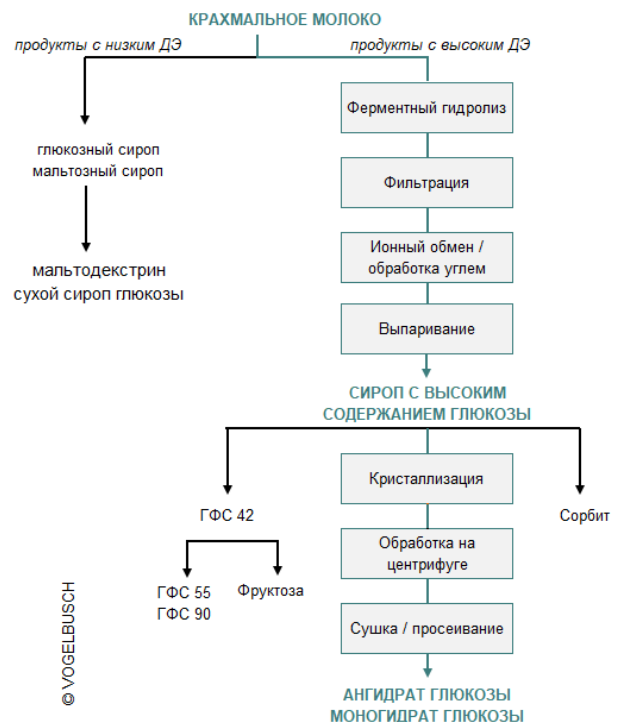 КРАХМАЛЬНОЕ МОЛОКО
продукты с низким ДЭ
продукты с высоким ДЭ
Ферментный гидролиз
глюкозный сироп
мальтозный сироп
Фильтрация
Ионный обмен /
обработка углем
мальтодекстрин
сухой сироп глюкозы
Выпаривание
СИРОП С ВЫСОКИМ
СОДЕРЖАНИЕМ ГЛЮКОЗЫ
Кристаллизация
ГФС 42
Сорбит
Обработка на
центрифуге
ГФС 55
ГФС 90
Фруктоза
Сушка / просеивание
АНГИДРАТ ГЛЮКОЗЫ
МОНОГИДРАТ ГЛЮКОЗЫ
© VOGELBUSCH